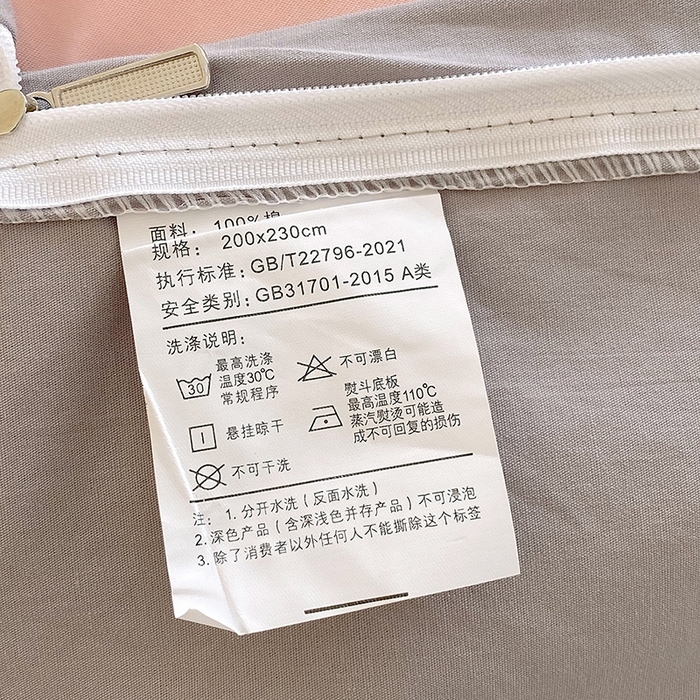 面料： 100%棉
规格： 200x230cm
执行标准：GB/T22796-2021
安全类别：GB31701-2015 A类
洗涤说明：
30
最高洗涤
温度30℃
常规程序
不可漂白
悬挂晾干
熨斗底板
最高温度110℃
蒸汽熨烫可能造
成不可回复的损伤
不可干洗
注： 1. 分开水洗（反面水洗）
2. 深色产品（含深浅色并存产品）不可浸泡
3. 除了消费者以外任何人不能撕除这个标签